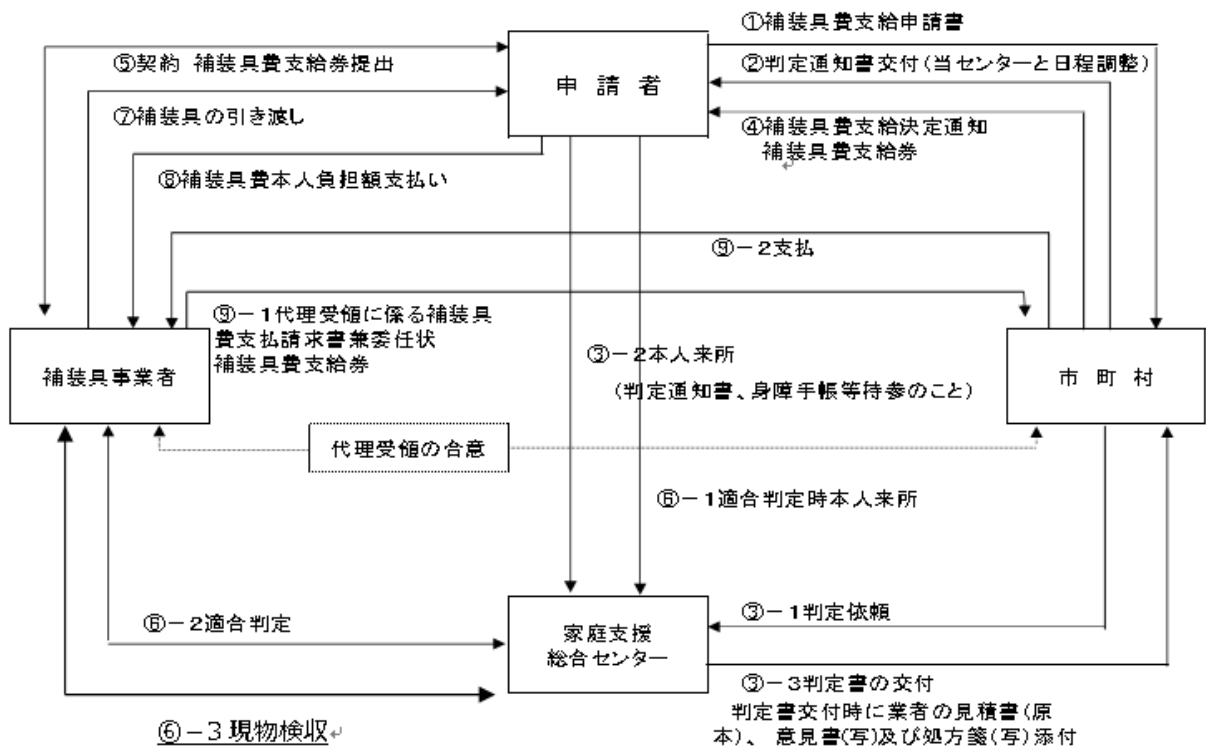 ①補装具費支給申請書
⑤契約 補装具費支給券提出
申 請 者
②判定通知書交付(当センターと日程調整)
⑦補装具の引き渡し
④補装具費支給決定通知
補装具費支給券
⑧補装具費本人負担額支払い
⑨－2支払
⑨－1代理受領に係る補装具
費支払請求書兼委任状
補装具費支給券
補装具事業者
③－2本人来所
(判定通知書、身障手帳等待参のこと)
市 町 村
代理受領の合意
⑥－1適合判定時本人来所
⑥－2適合判定
家庭支援
総合センター
③－1判定依頼
③－3判定書の交付
判定書交付時に業者の見積書(原
本)、 意見書(写)及び処方箋(写)添付
⑥－3現物検収